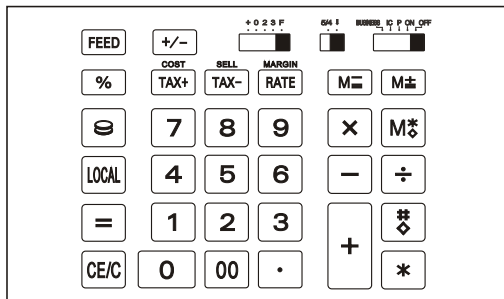 + 0 2 3 F 5/4 BUSINESS IC P ON OFF
FEED +/−
COST SELL MARGIN
% TAX+ TAX− RATE M= M±
7 8 9 × M*◇
LOCAL 4 5 6 − ÷
= 1 2 3 + #◇
CE/C 0 00 · *